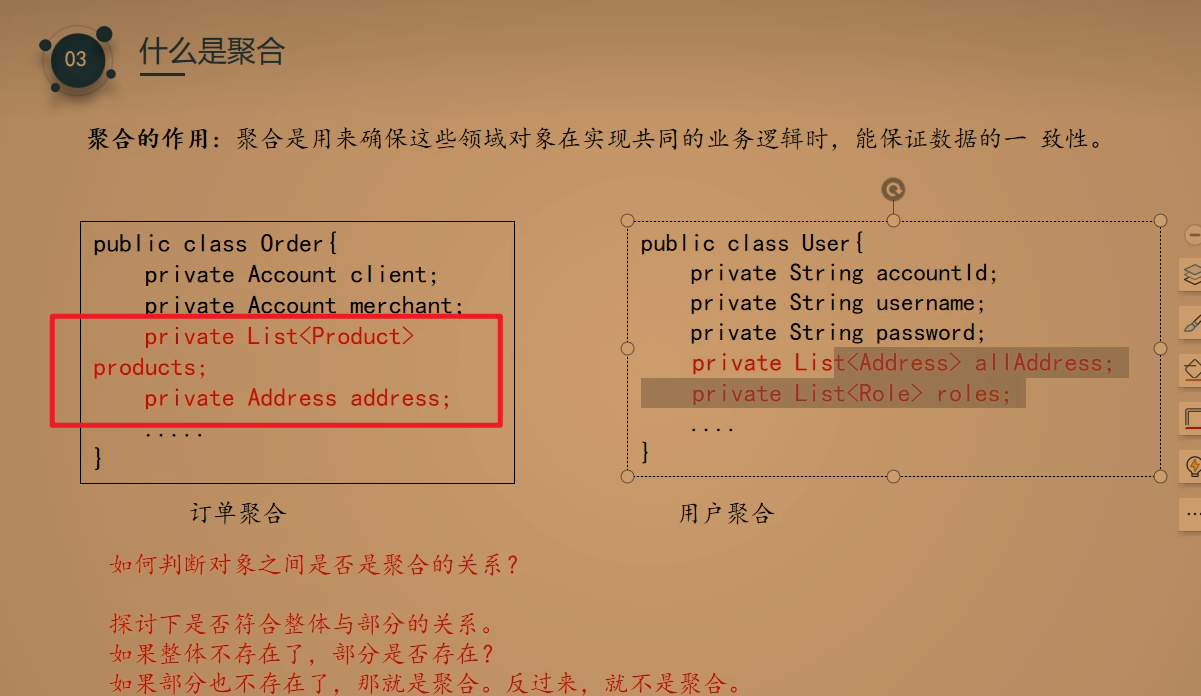 03
什么是聚合
聚合的作用：聚合是用来确保这些领域对象在实现共同的业务逻辑时，能保证数据的一 致性。
public class Order{
private Account client;
private Account merchant;
private List<Product>
products;
private Address address;
.....
}
订单聚合
public class User{
private String accountId;
private String username;
private String password;
private List<Address> allAddress;
private List<Role> roles;
....
}
用户聚合
如何判断对象之间是否是聚合的关系？
探讨下是否符合整体与部分的关系。
如果整体不存在了，部分是否存在？
如果部分也不存在了，那就是聚合。反过来，就不是聚合。